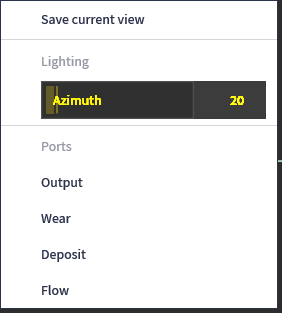 Save current view
Lighting
Azimuth 20
Ports
Output
Wear
Deposit
Flow